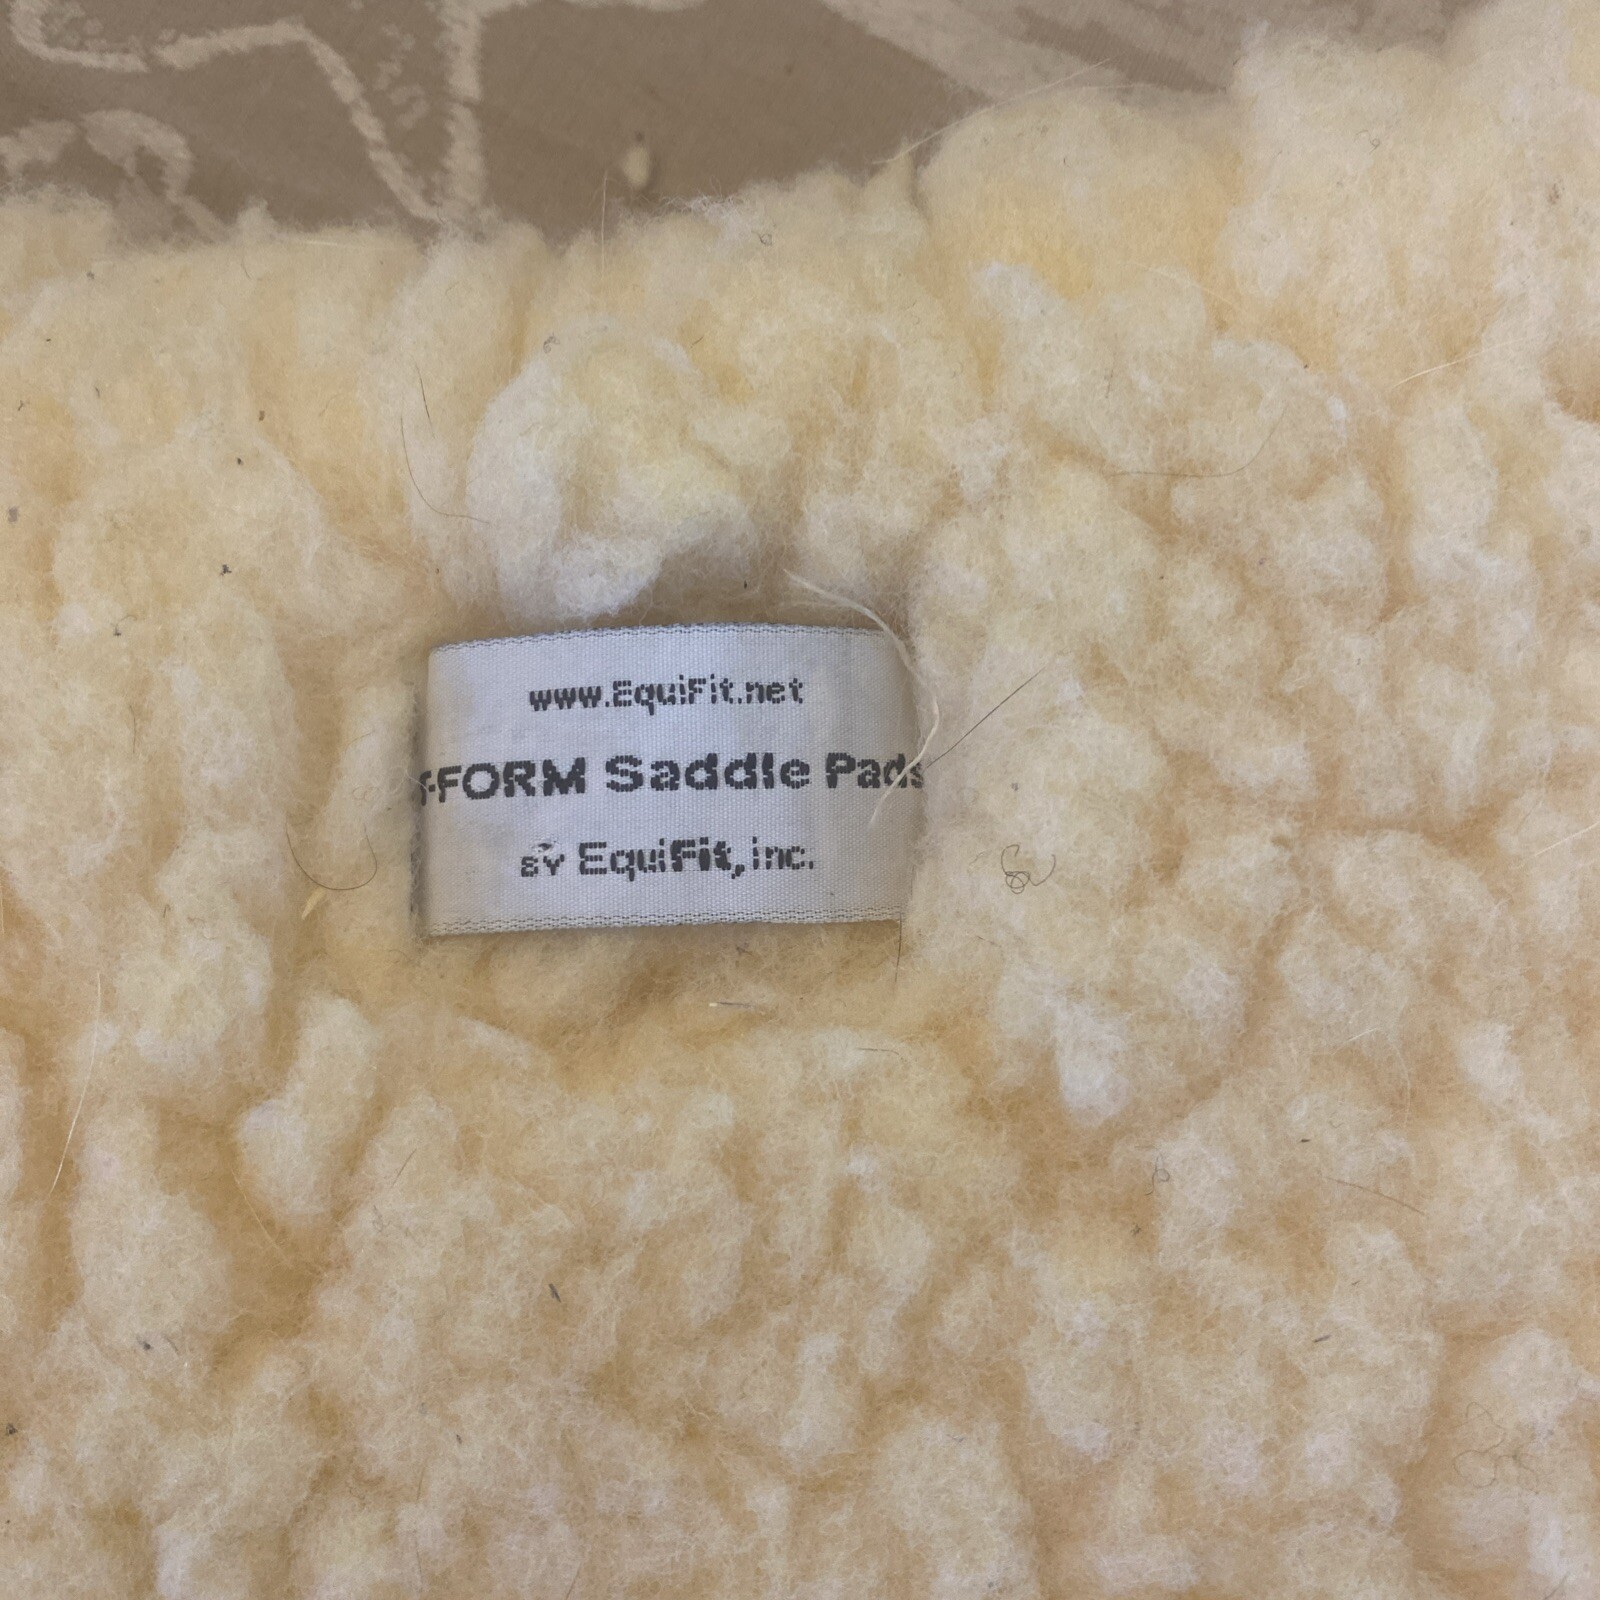 www.EquiFit.net
-FORM Saddle Pads
BY EquiFit, inc.